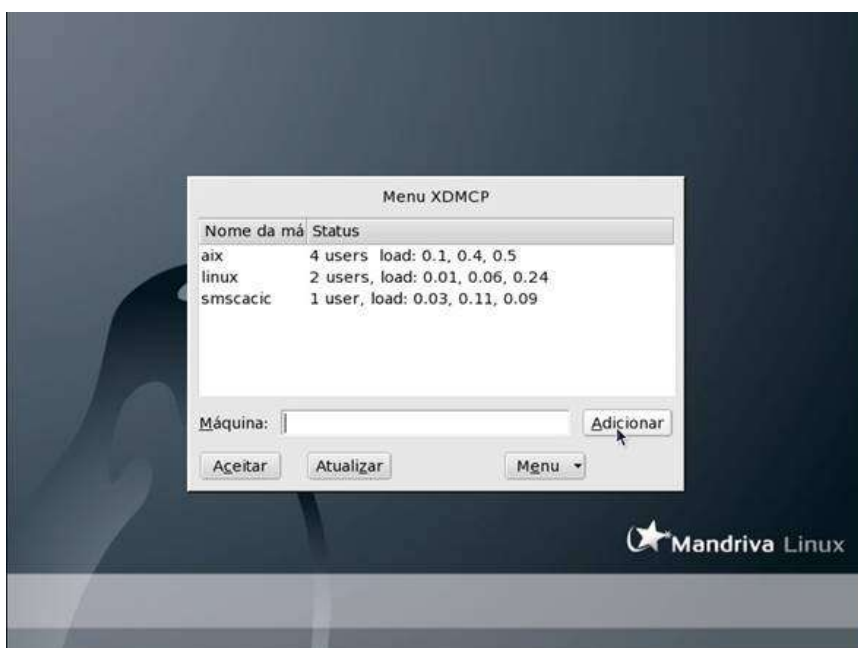 Menu XDMCP
Nome da má Status
aix 4 users load: 0.1, 0.4, 0.5
linux 2 users, load: 0.01, 0.06, 0.24
smscacic 1 user, load: 0.03, 0.11, 0.09
Máquina: Adicionar
Aceitar Atualizar Menu
Mandriva Linux